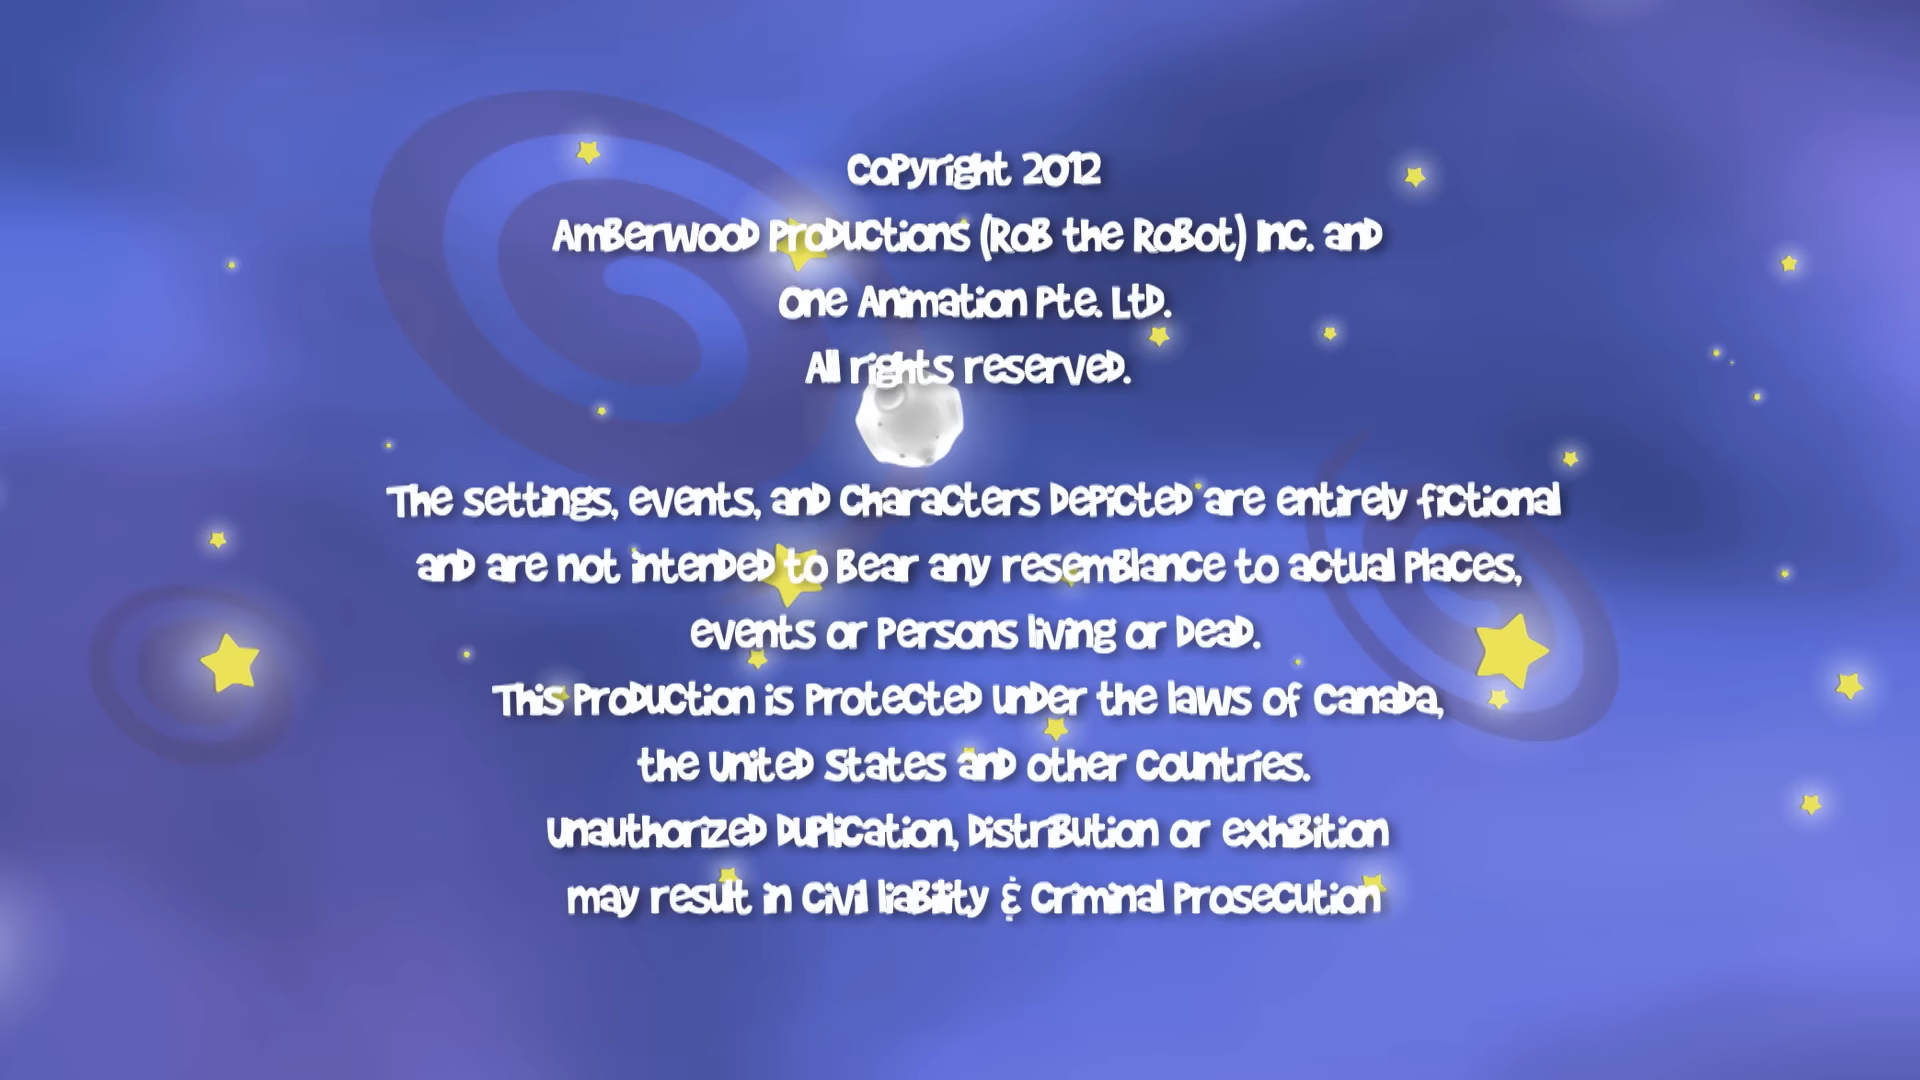 Copyright 2012
Amberwood Productions (Rob the Robot) Inc. and
One Animation Pte. Ltd.
All rights reserved.
The settings, events, and characters depicted are entirely fictional
and are not intended to bear any resemblance to actual places,
events or persons living or dead.
This production is protected under the laws of Canada,
the United States and other countries.
Unauthorized duplication, distribution or exhibition
may result in civil liability & criminal prosecution